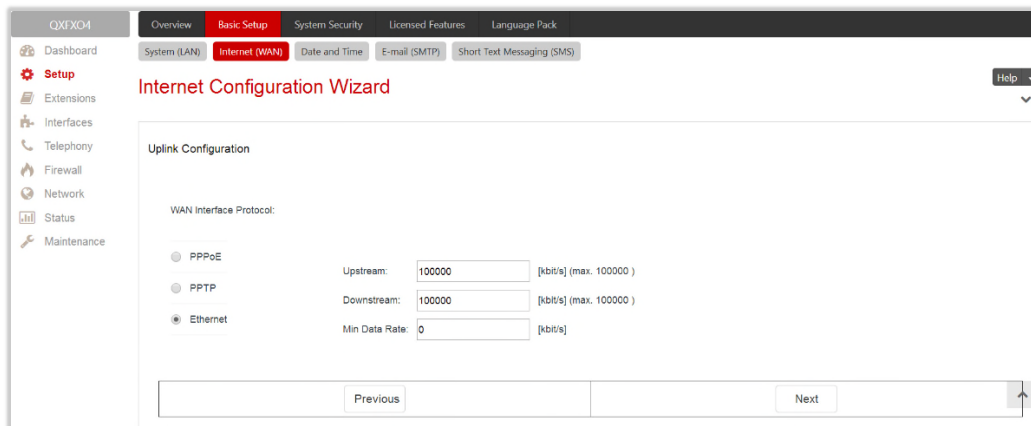 QXFXO4
Overview Basic Setup System Security Licensed Features Language Pack
Dashboard
Setup
Extensions
Interfaces
Telephony
Firewall
Network
Status
Maintenance
System (LAN) Internet (WAN) Date and Time E-mail (SMTP) Short Text Messaging (SMS)
Internet Configuration Wizard
Help
Uplink Configuration
WAN Interface Protocol:
PPPoE
PPTP
Ethernet
Upstream: 100000 [kbit/s] (max. 100000 )
Downstream: 100000 [kbit/s] (max. 100000 )
Min Data Rate: 0 [kbit/s]
Previous Next